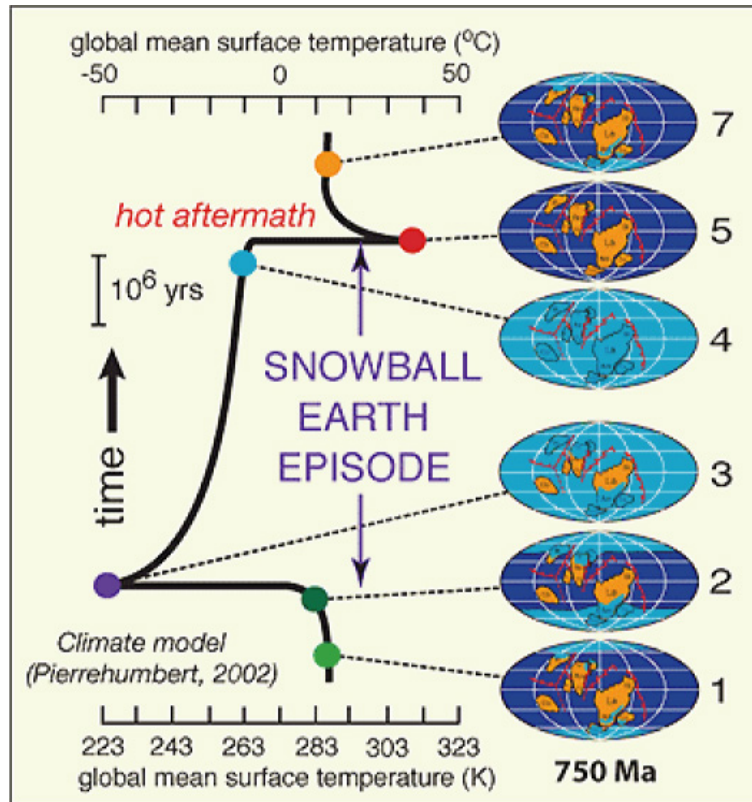 global mean surface temperature (°C)
-50 0 50
7
hot aftermath
5
10⁶ yrs
4
SNOWBALL
EARTH
EPISODE
3
time
2
Climate model
(Pierrehumbert, 2002)
1
223 243 263 283 303 323
global mean surface temperature (K)
750 Ma